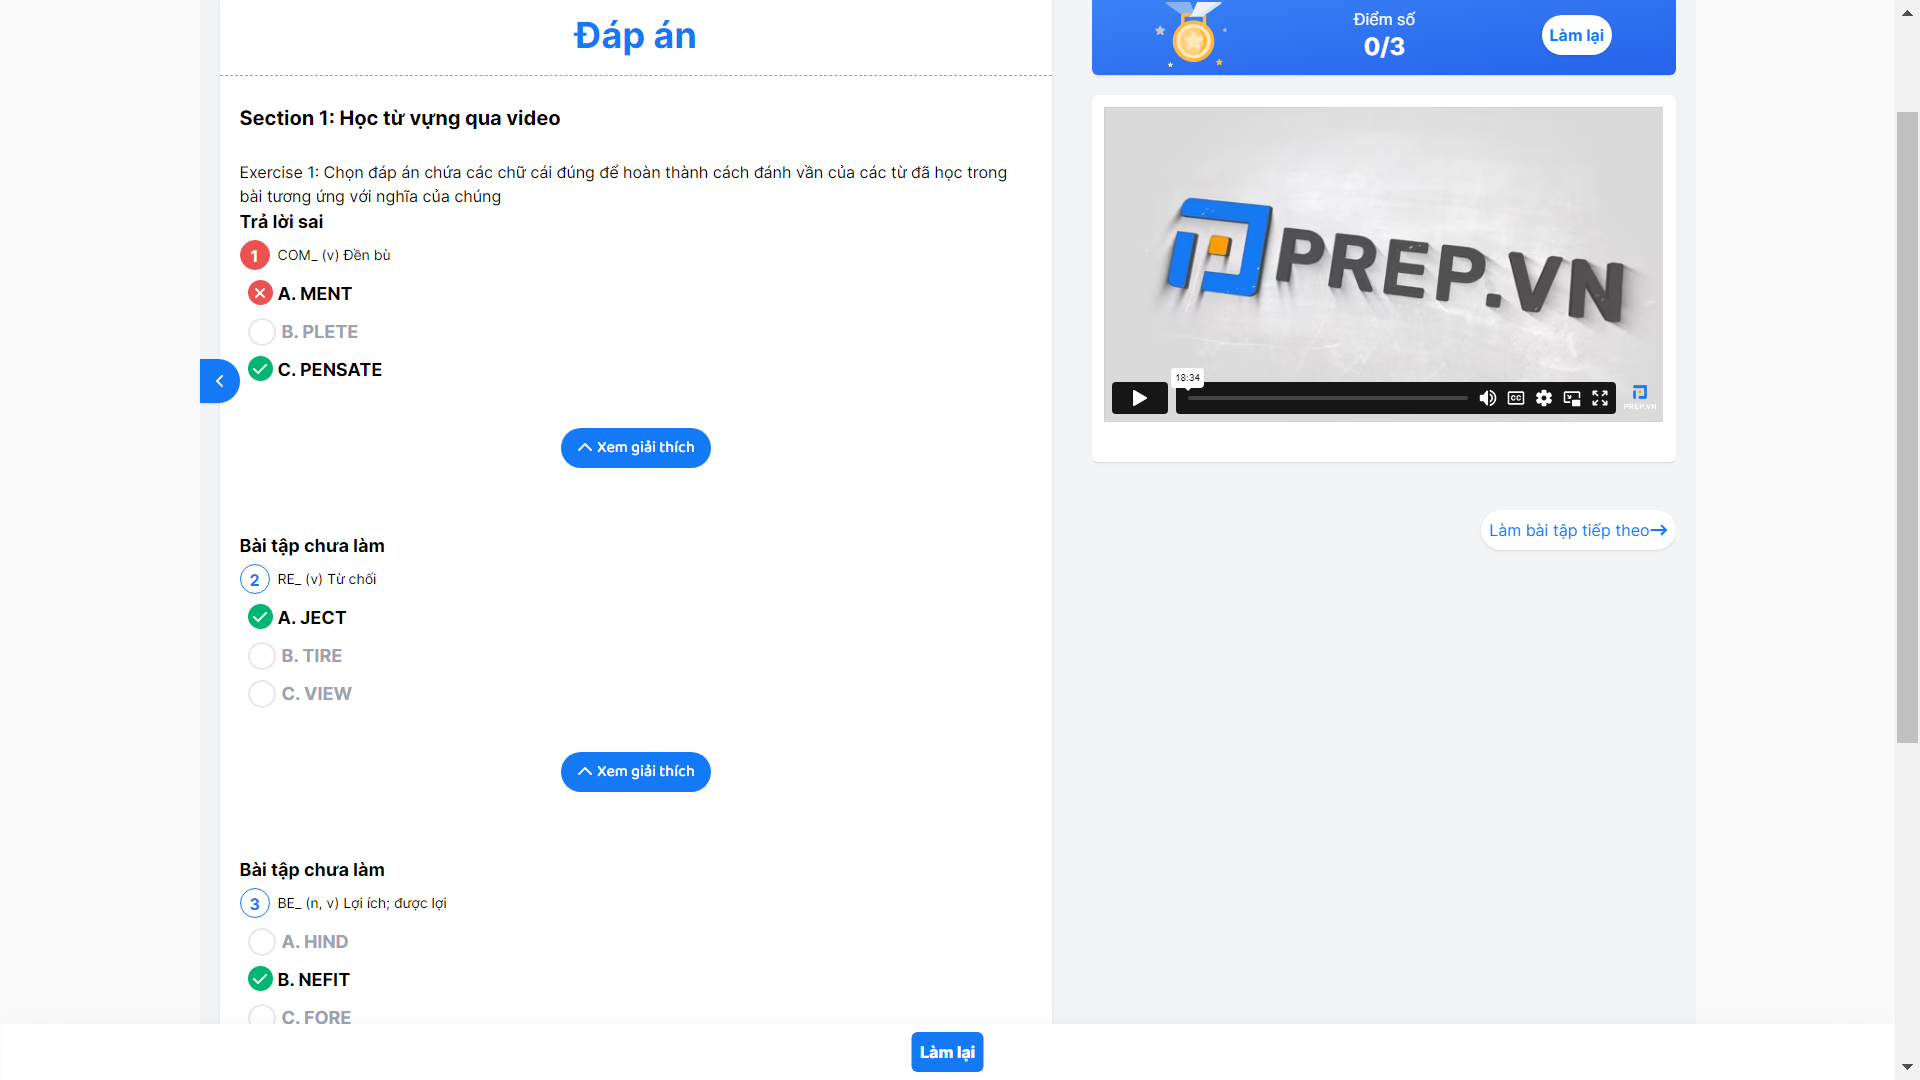 Đáp án
Section 1: Học từ vựng qua video
Exercise 1: Chọn đáp án chứa các chữ cái đúng để hoàn thành cách đánh vần của các từ đã học trong
bài tương ứng với nghĩa của chúng
Trả lời sai
1 COM_ (v) Đền bù
A. MENT
B. PLETE
C. PENSATE
Xem giải thích
Bài tập chưa làm
2 RE_ (v) Từ chối
A. JECT
B. TIRE
C. VIEW
Xem giải thích
Bài tập chưa làm
3 BE_ (n, v) Lợi ích; được lợi
A. HIND
B. NEFIT
C. FORE
Điểm số
0/3
Làm lại
PREP.VN
18:34
CC
PREP.VN
Làm bài tập tiếp theo
Làm lại